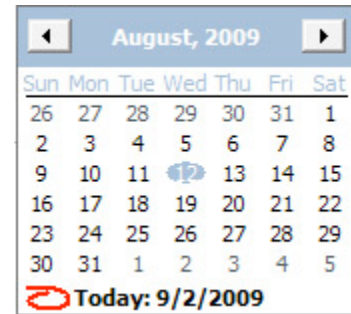 August, 2009
Sun Mon Tue Wed Thu Fri Sat
26 27 28 29 30 31 1
2 3 4 5 6 7 8
9 10 11 12 13 14 15
16 17 18 19 20 21 22
23 24 25 26 27 28 29
30 31 1 2 3 4 5
Today: 9/2/2009